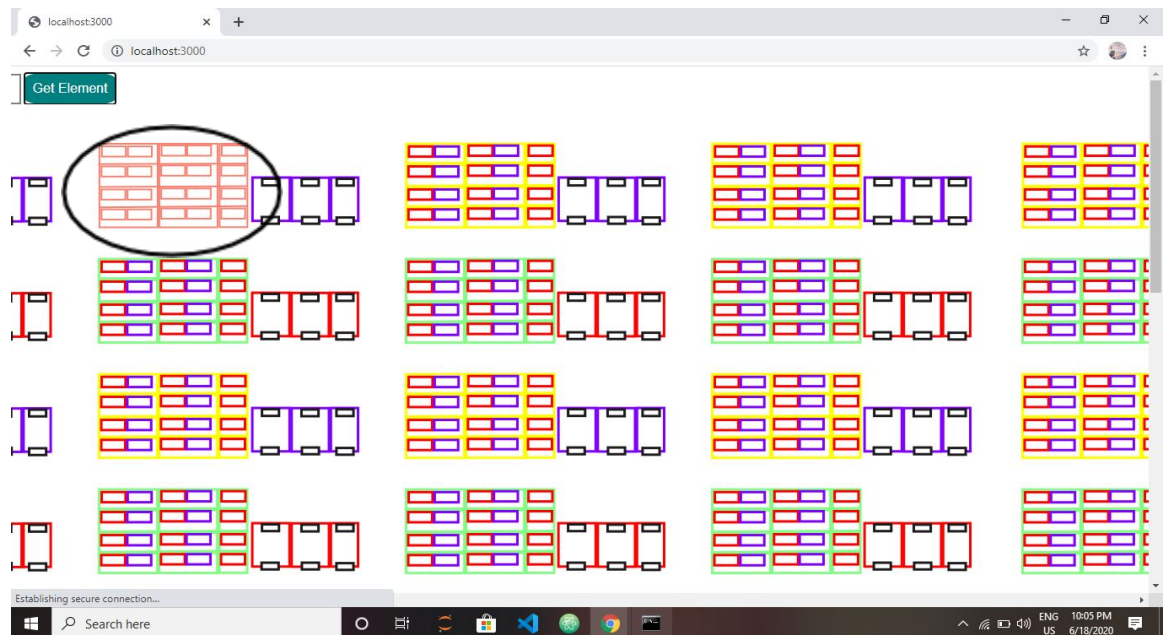 localhost:3000
localhost:3000
Get Element
Establishing secure connection...
Search here
ENG
US
10:05 PM
6/18/2020